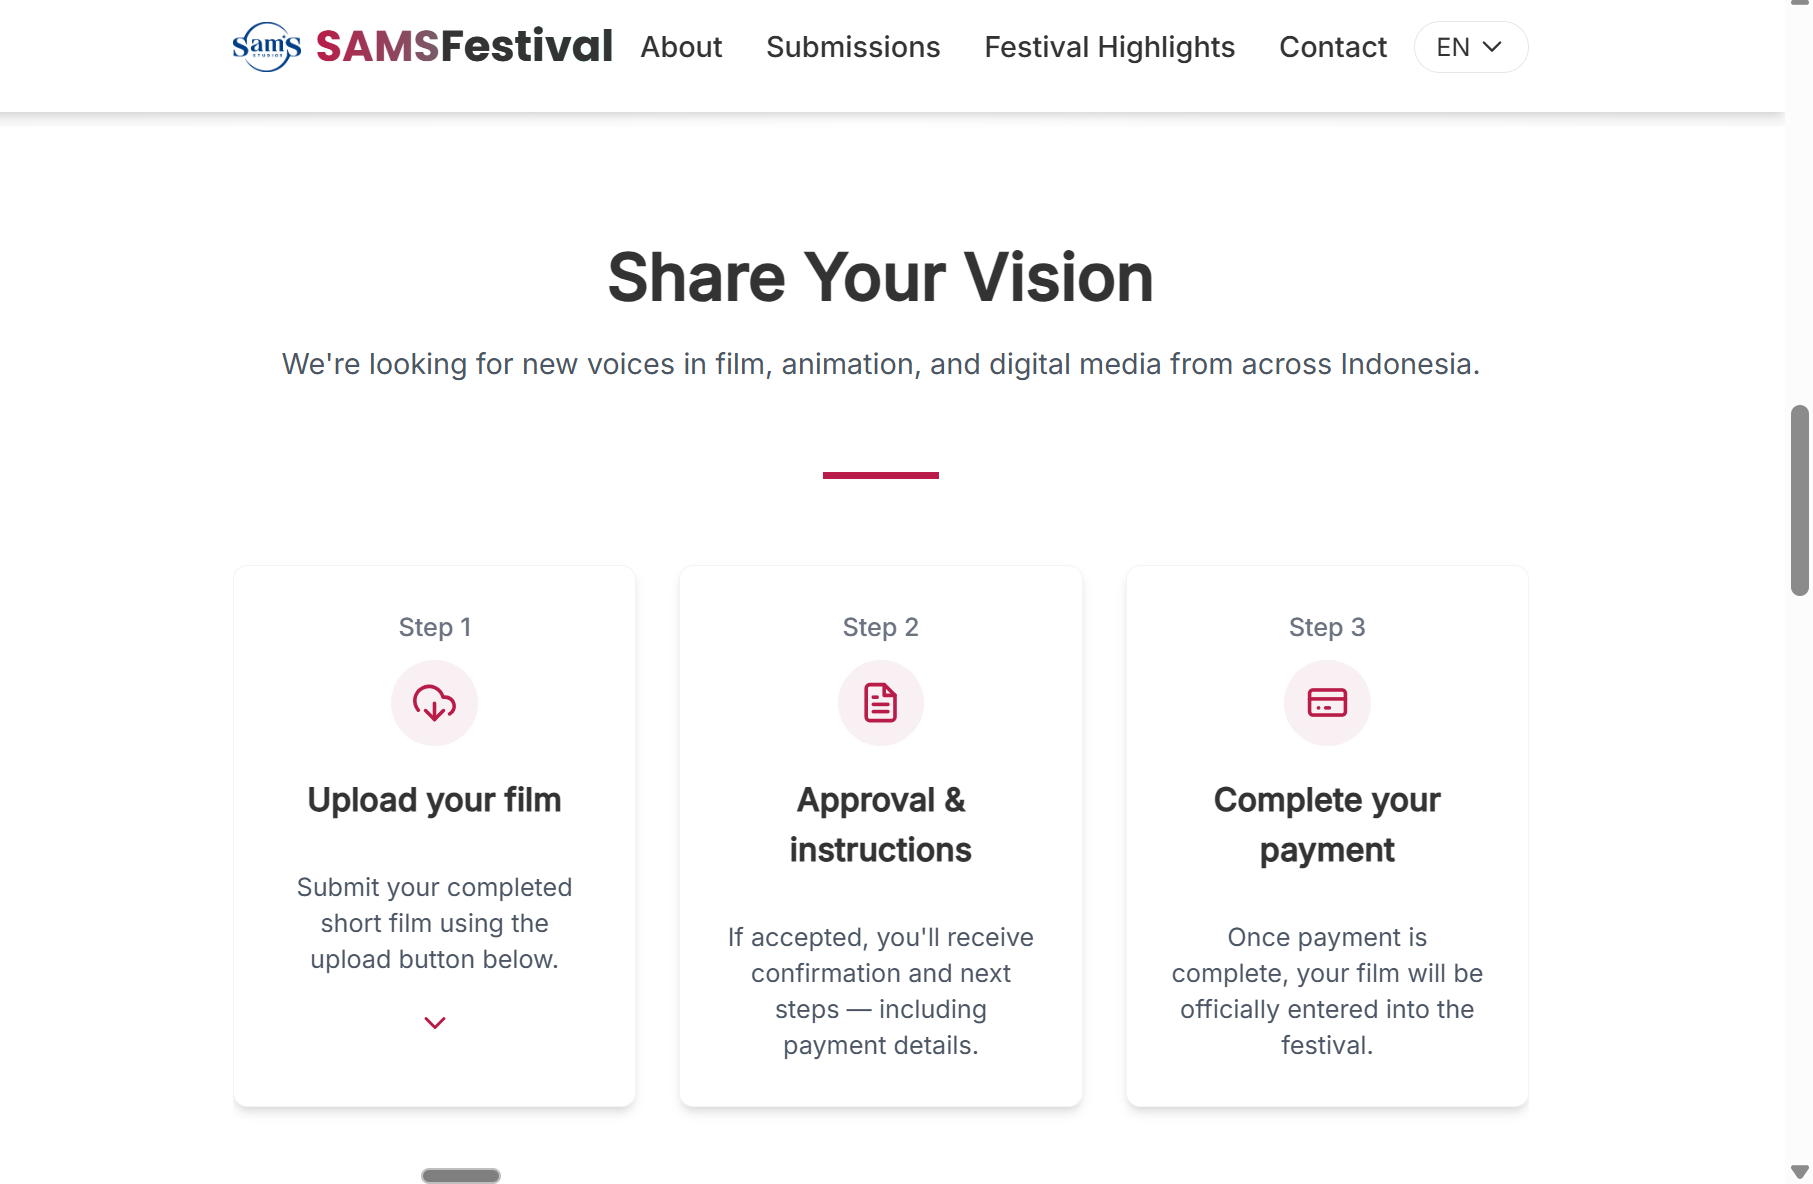 Sam's
STUDIOS
SAMSFestival
About
Submissions
Festival Highlights
Contact
EN
Share Your Vision
We're looking for new voices in film, animation, and digital media from across Indonesia.
Step 1
Upload your film
Submit your completed
short film using the
upload button below.
Step 2
Approval &
instructions
If accepted, you'll receive
confirmation and next
steps — including
payment details.
Step 3
Complete your
payment
Once payment is
complete, your film will be
officially entered into the
festival.